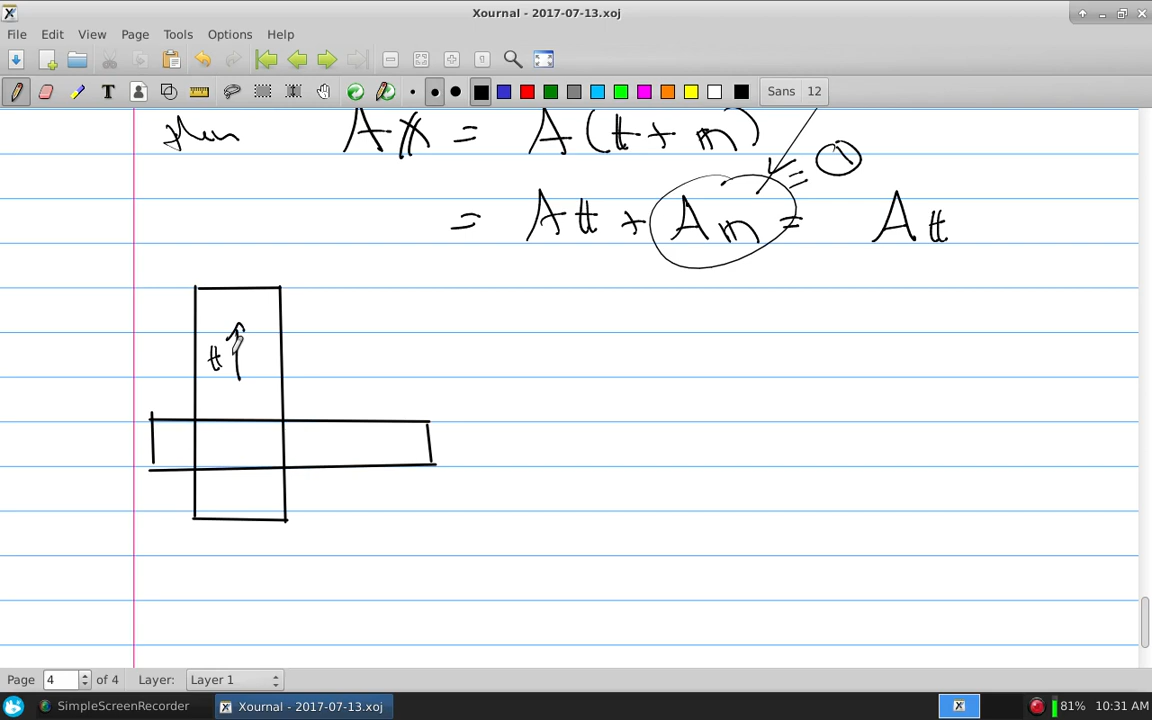 Xournal - 2017-07-13.xoj
File Edit View Page Tools Options Help
Sans 12
then A𝕩 = A(𝕥 + 𝕟)
= A𝕥 + A𝕟 = A𝕥
=
𝕥
Page 4 of 4 Layer: Layer 1
SimpleScreenRecorder Xournal - 2017-07-13.xoj 81% 10:31 AM